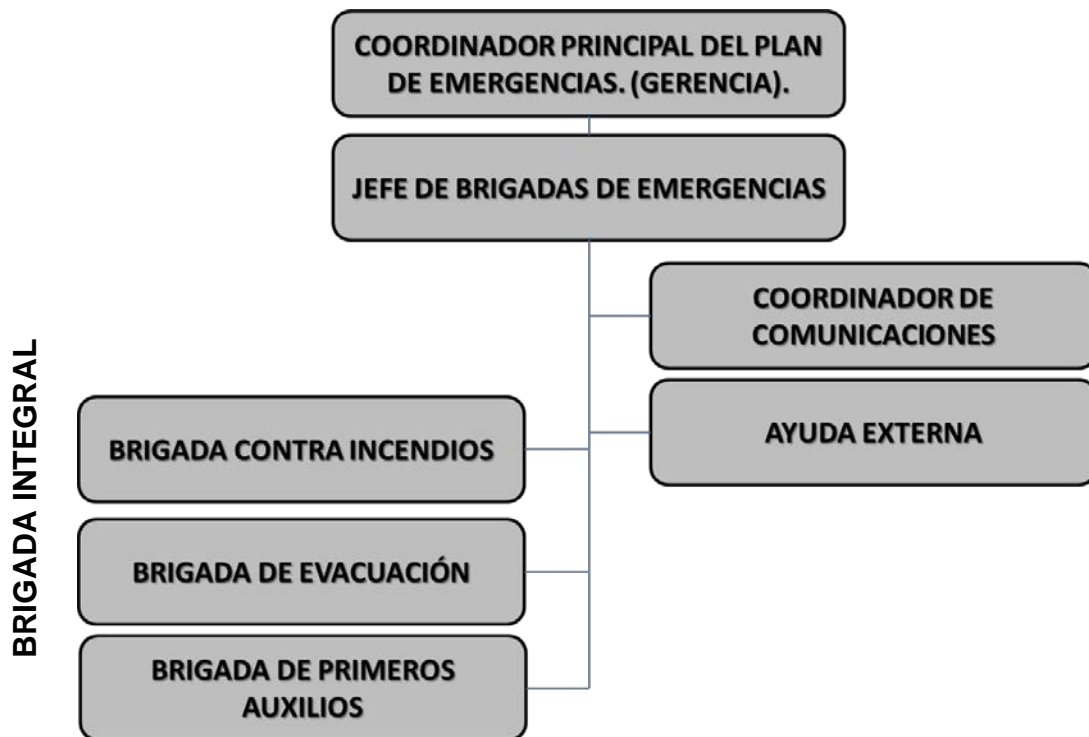 COORDINADOR PRINCIPAL DEL PLAN
DE EMERGENCIAS. (GERENCIA).
JEFE DE BRIGADAS DE EMERGENCIAS
COORDINADOR DE
COMUNICACIONES
AYUDA EXTERNA
BRIGADA INTEGRAL
BRIGADA CONTRA INCENDIOS
BRIGADA DE EVACUACIÓN
BRIGADA DE PRIMEROS
AUXILIOS